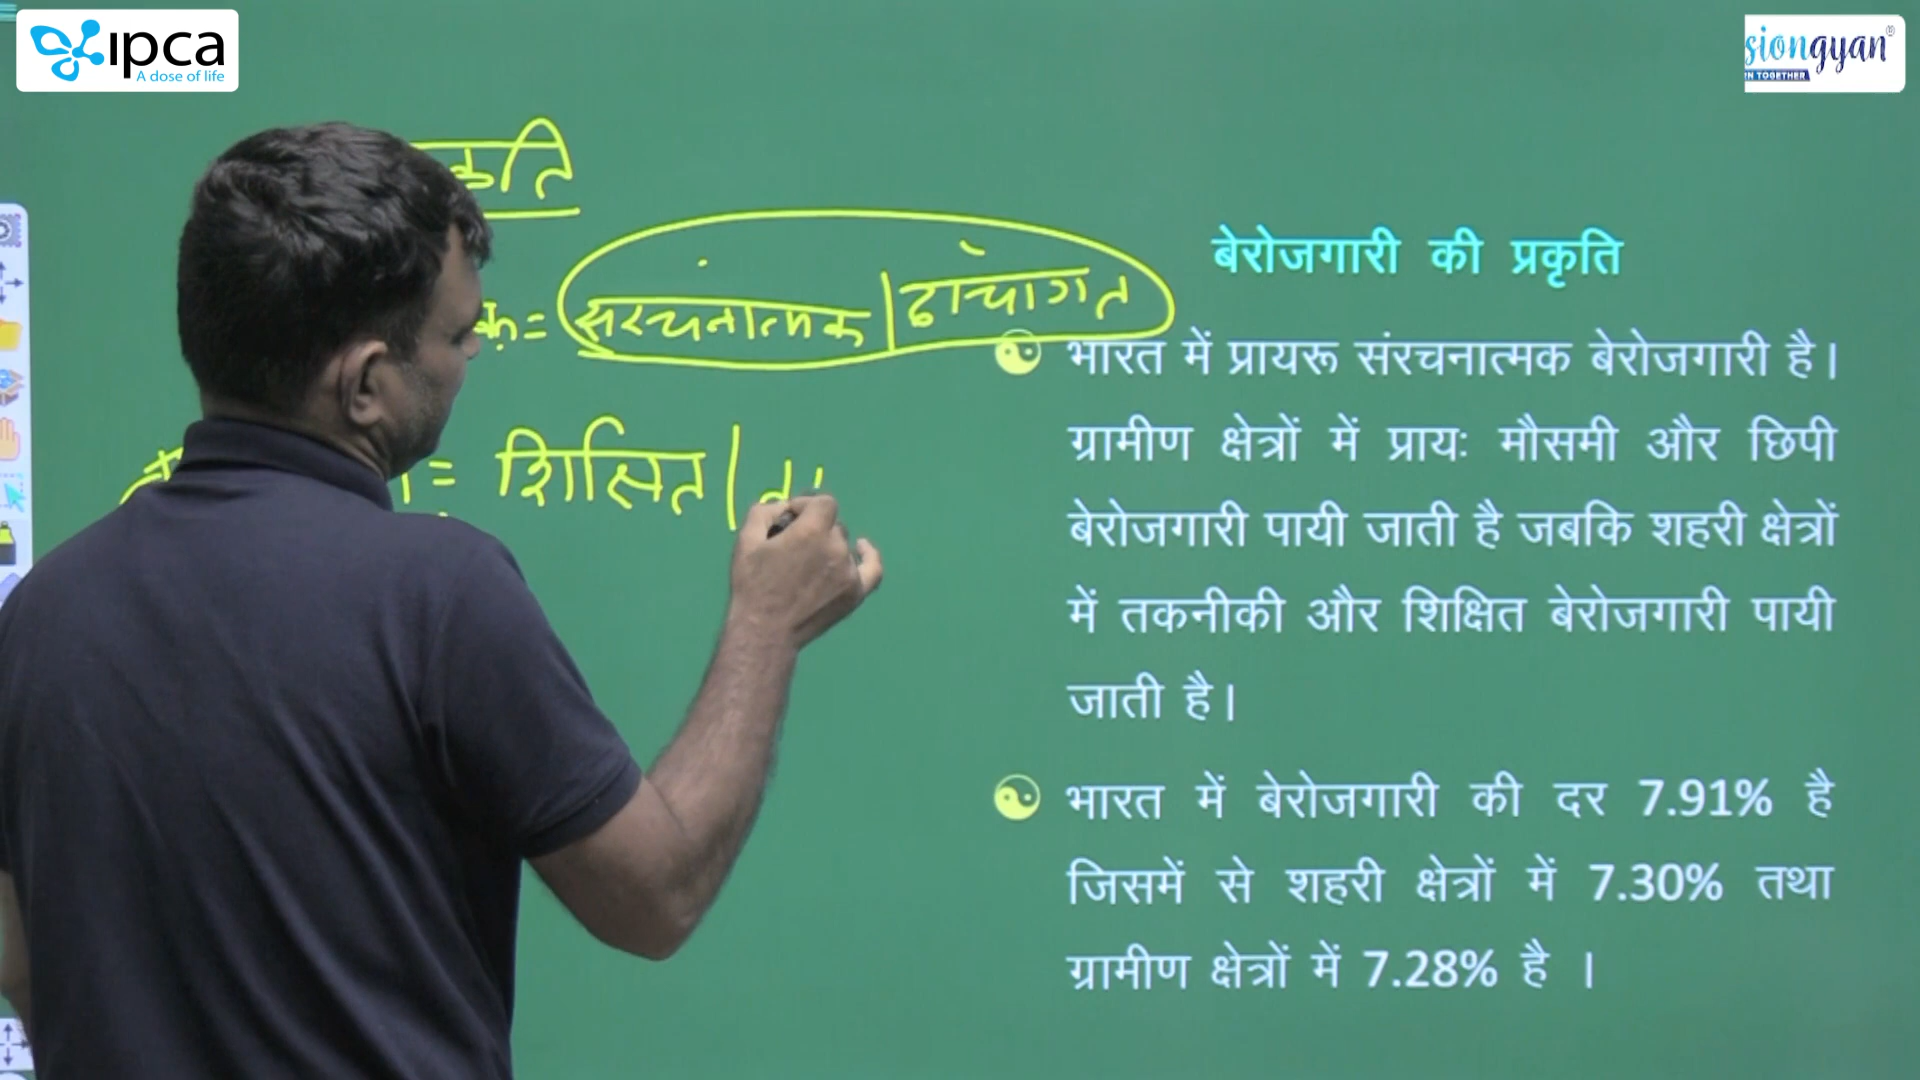 ipca
A dose of life
siongyan®
N TOGETHER
कृति
क = संरचनात्मक | ढांचागत
= शिक्षित |
बेरोजगारी की प्रकृति
भारत में प्रायरू संरचनात्मक बेरोजगारी है।
ग्रामीण क्षेत्रों में प्रायः मौसमी और छिपी
बेरोजगारी पायी जाती है जबकि शहरी क्षेत्रों
में तकनीकी और शिक्षित बेरोजगारी पायी
जाती है।
भारत में बेरोजगारी की दर 7.91% है
जिसमें से शहरी क्षेत्रों में 7.30% तथा
ग्रामीण क्षेत्रों में 7.28% है ।